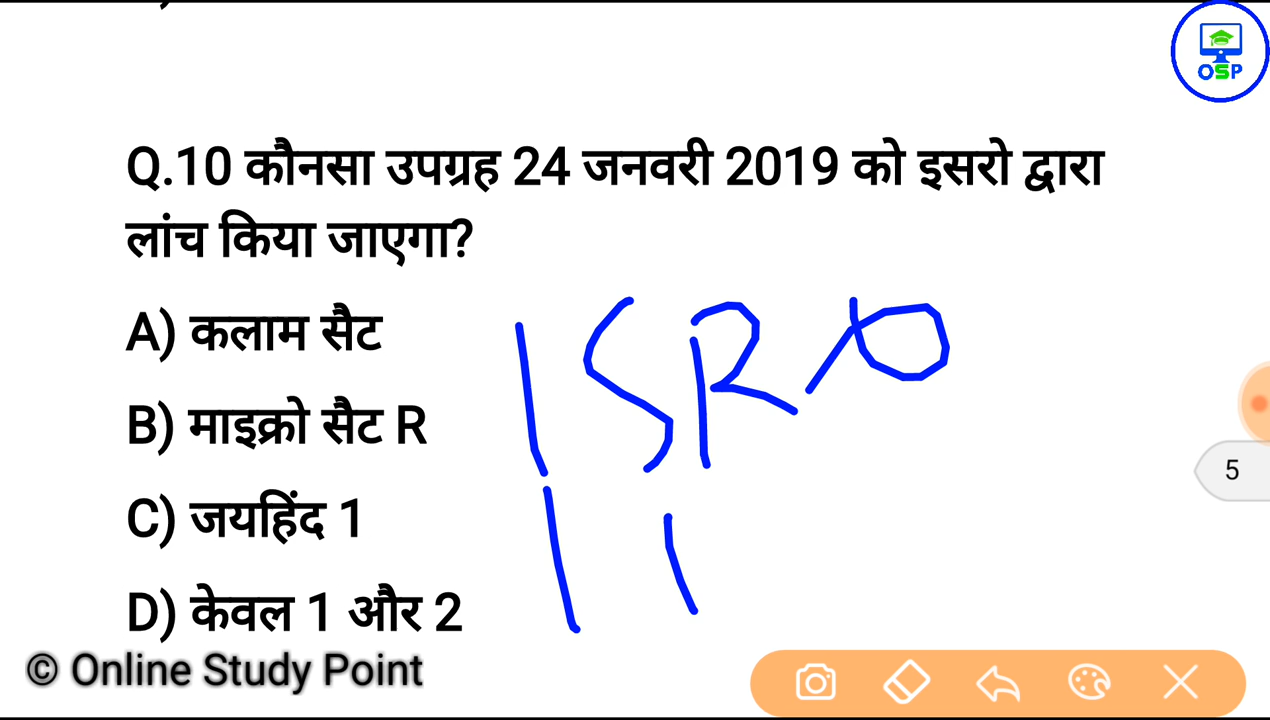 OSP
Q.10 कौनसा उपग्रह 24 जनवरी 2019 को इसरो द्वारा
लांच किया जाएगा?
A) कलाम सैट
ISRO
B) माइक्रो सैट R
C) जयहिंद 1
5
D) केवल 1 और 2
© Online Study Point